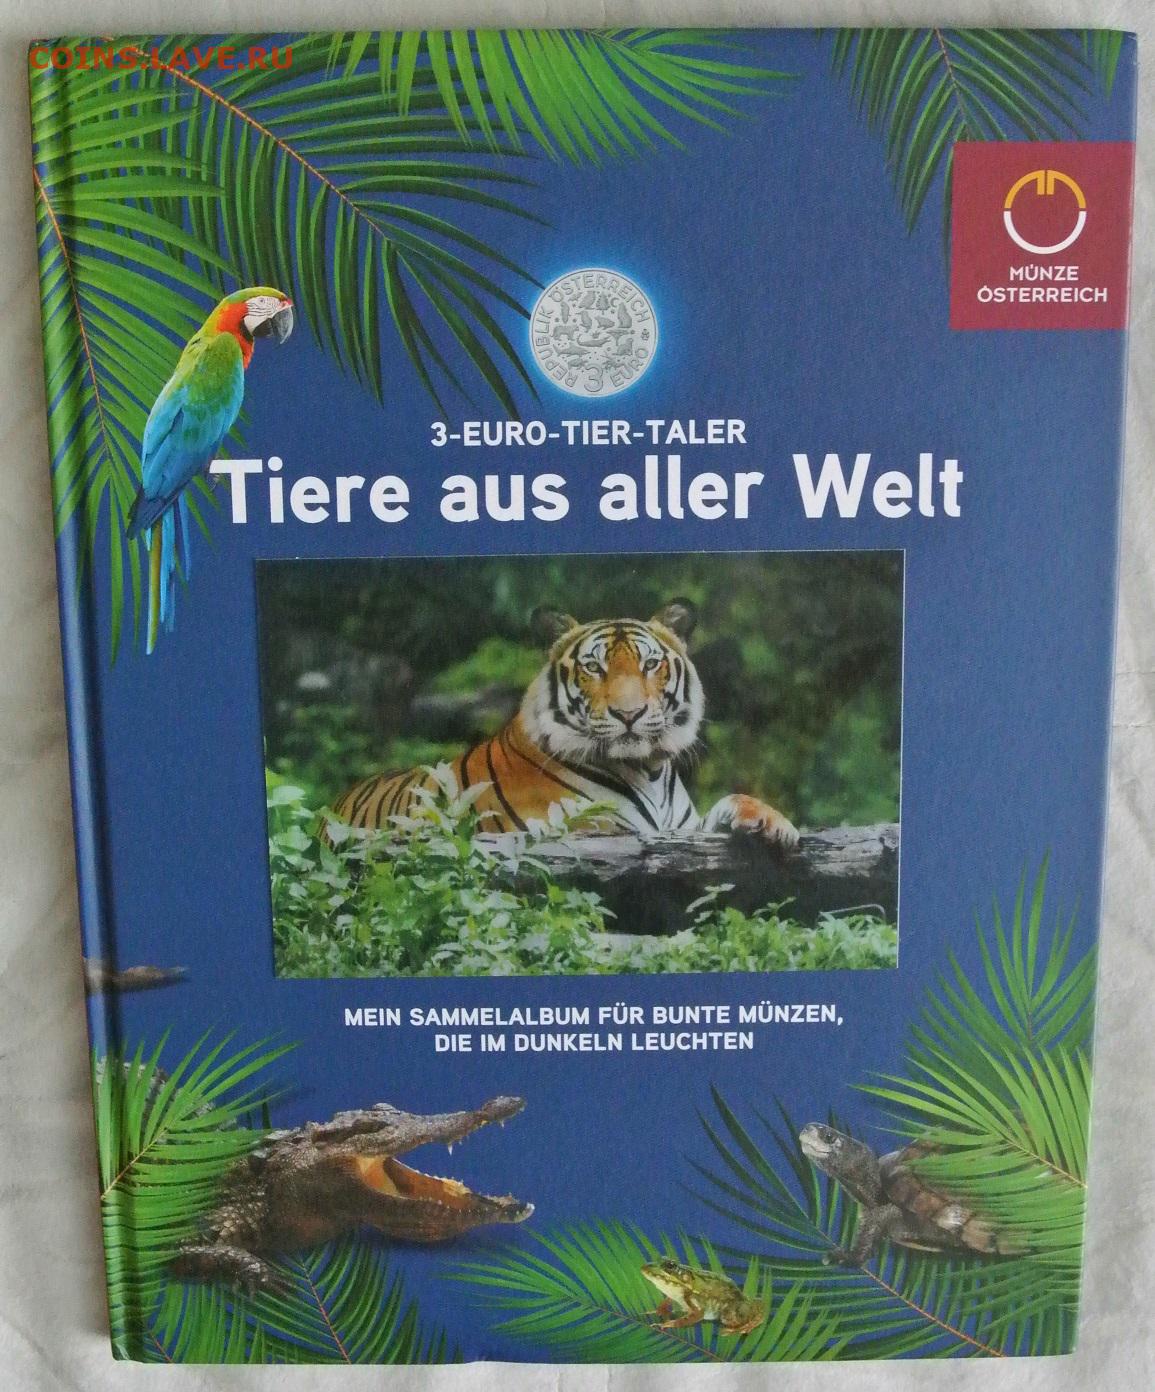 COINS.LAVE.RU
MÜNZE
ÖSTERREICH
REPUBLIK ÖSTERREICH
3 EURO
3-EURO-TIER-TALER
Tiere aus aller Welt
MEIN SAMMELALBUM FÜR BUNTE MÜNZEN,
DIE IM DUNKELN LEUCHTEN